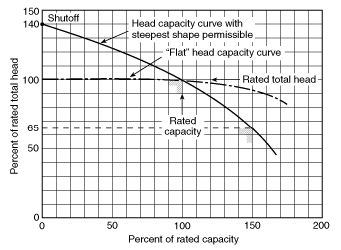 150
140
Shutoff
Head capacity curve with
steepest shape permissible
"Flat" head capacity curve
100
Rated total head
Rated
capacity
65
50
0
0
50
100
150
200
Percent of rated total head
Percent of rated capacity